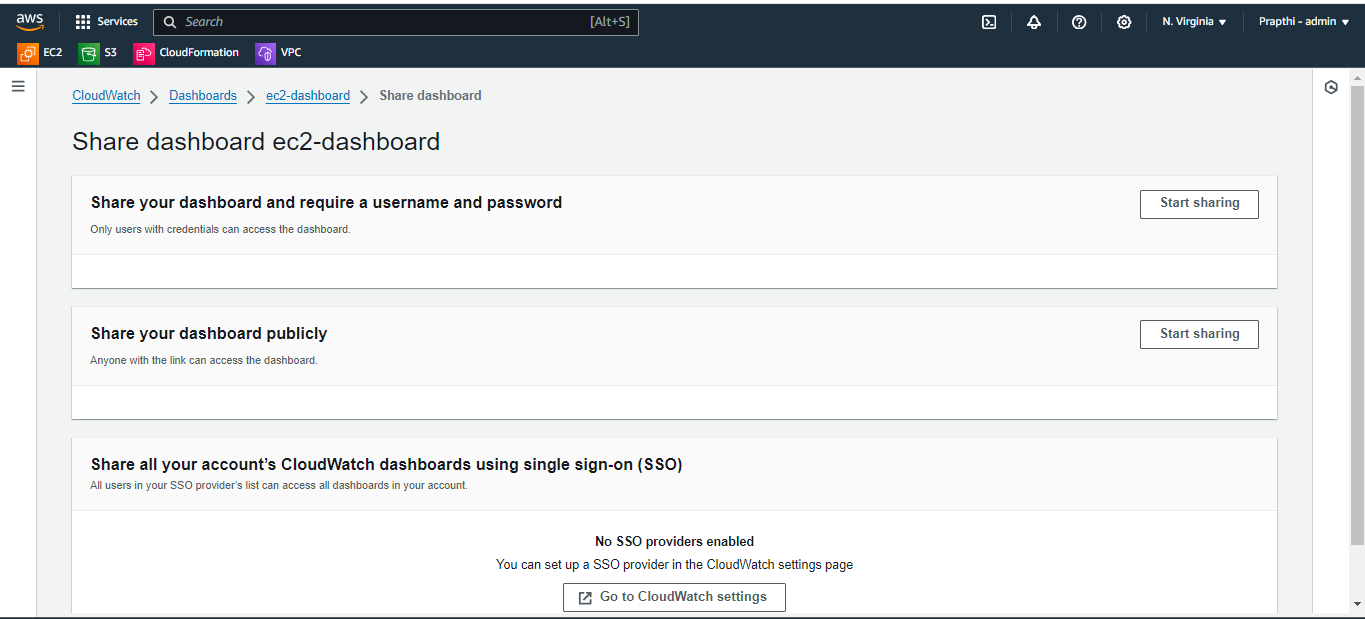 aws Services Search [Alt+S] N. Virginia Prapthi - admin
EC2 S3 CloudFormation VPC
CloudWatch Dashboards ec2-dashboard Share dashboard
Share dashboard ec2-dashboard
Share your dashboard and require a username and password
Start sharing
Only users with credentials can access the dashboard.
Share your dashboard publicly
Start sharing
Anyone with the link can access the dashboard.
Share all your account’s CloudWatch dashboards using single sign-on (SSO)
All users in your SSO provider’s list can access all dashboards in your account.
No SSO providers enabled
You can set up a SSO provider in the CloudWatch settings page
Go to CloudWatch settings